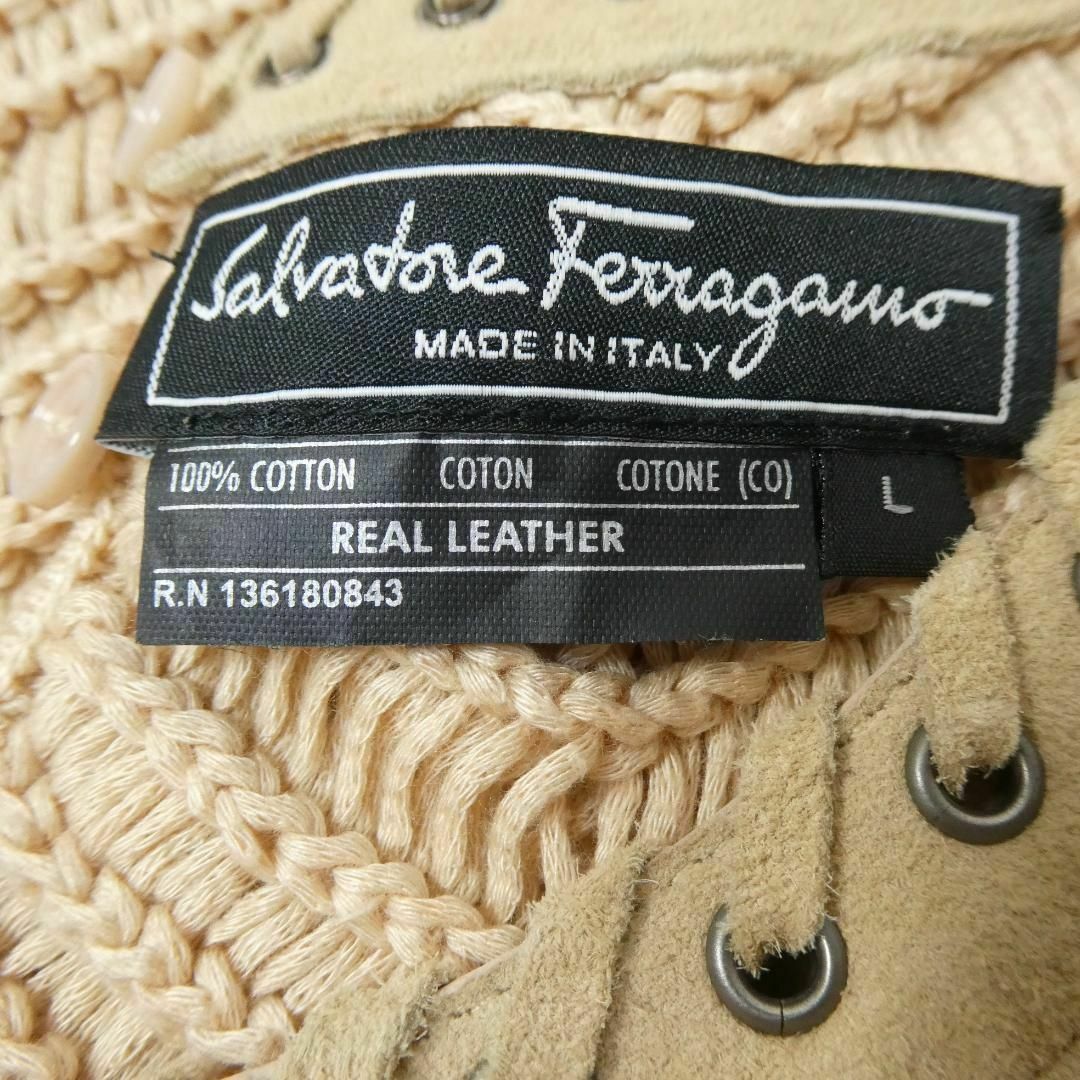 Salvatore Ferragamo
MADE IN ITALY
100% COTTON COTON COTONE (CO)
L
REAL LEATHER
R.N 136180843